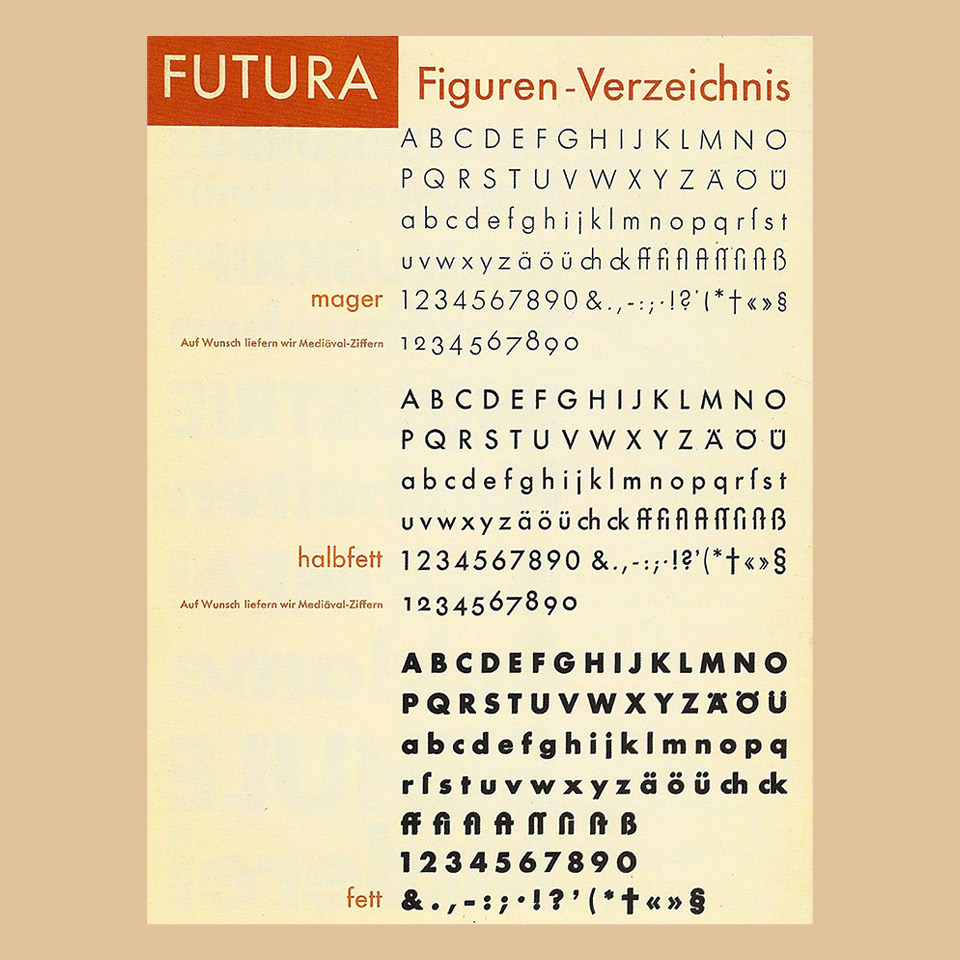 FUTURA
Figuren-Verzeichnis
A B C D E F G H I J K L M N O
P Q R S T U V W X Y Z Ä Ö Ü
a b c d e f g h i j k l m n o p q r ſ s t
u v w x y z ä ö ü ch ck ff fi fl ft ſſ ſi ſt ß
mager
1 2 3 4 5 6 7 8 9 0 & . , - : ; · ! ? ' ( * † « » §
Auf Wunsch liefern wir Mediäval-Ziffern
1 2 3 4 5 6 7 8 9 0
A B C D E F G H I J K L M N O
P Q R S T U V W X Y Z Ä Ö Ü
a b c d e f g h i j k l m n o p q r ſ s t
u v w x y z ä ö ü ch ck ff fi fl ft ſſ ſi ſt ß
halbfett
1 2 3 4 5 6 7 8 9 0 & . , - : ; · ! ? ' ( * † « » §
Auf Wunsch liefern wir Mediäval-Ziffern
1 2 3 4 5 6 7 8 9 0
A B C D E F G H I J K L M N O
P Q R S T U V W X Y Z Ä Ö Ü
a b c d e f g h i j k l m n o p q
r ſ s t u v w x y z ä ö ü ch ck
ff fi fl ft ſſ ſi ſt ß
1 2 3 4 5 6 7 8 9 0
fett
& . , - : ; · ! ? ' ( * † « » §